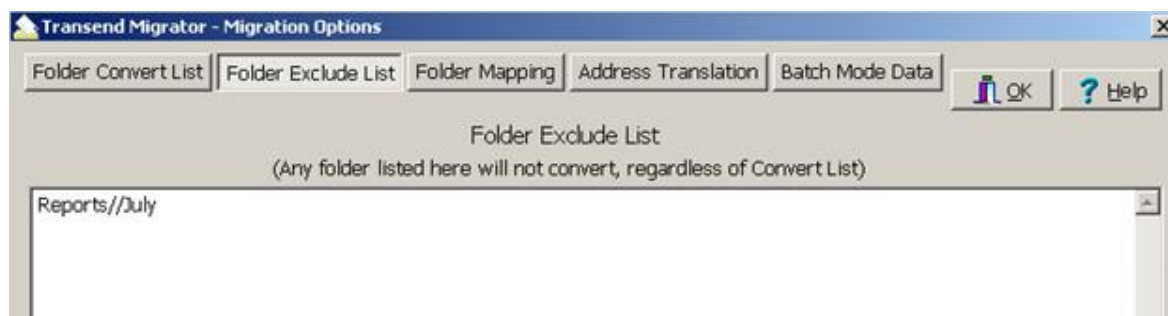 Transend Migrator - Migration Options
Folder Convert List Folder Exclude List Folder Mapping Address Translation Batch Mode Data OK ? Help
Folder Exclude List
(Any folder listed here will not convert, regardless of Convert List)
Reports//July